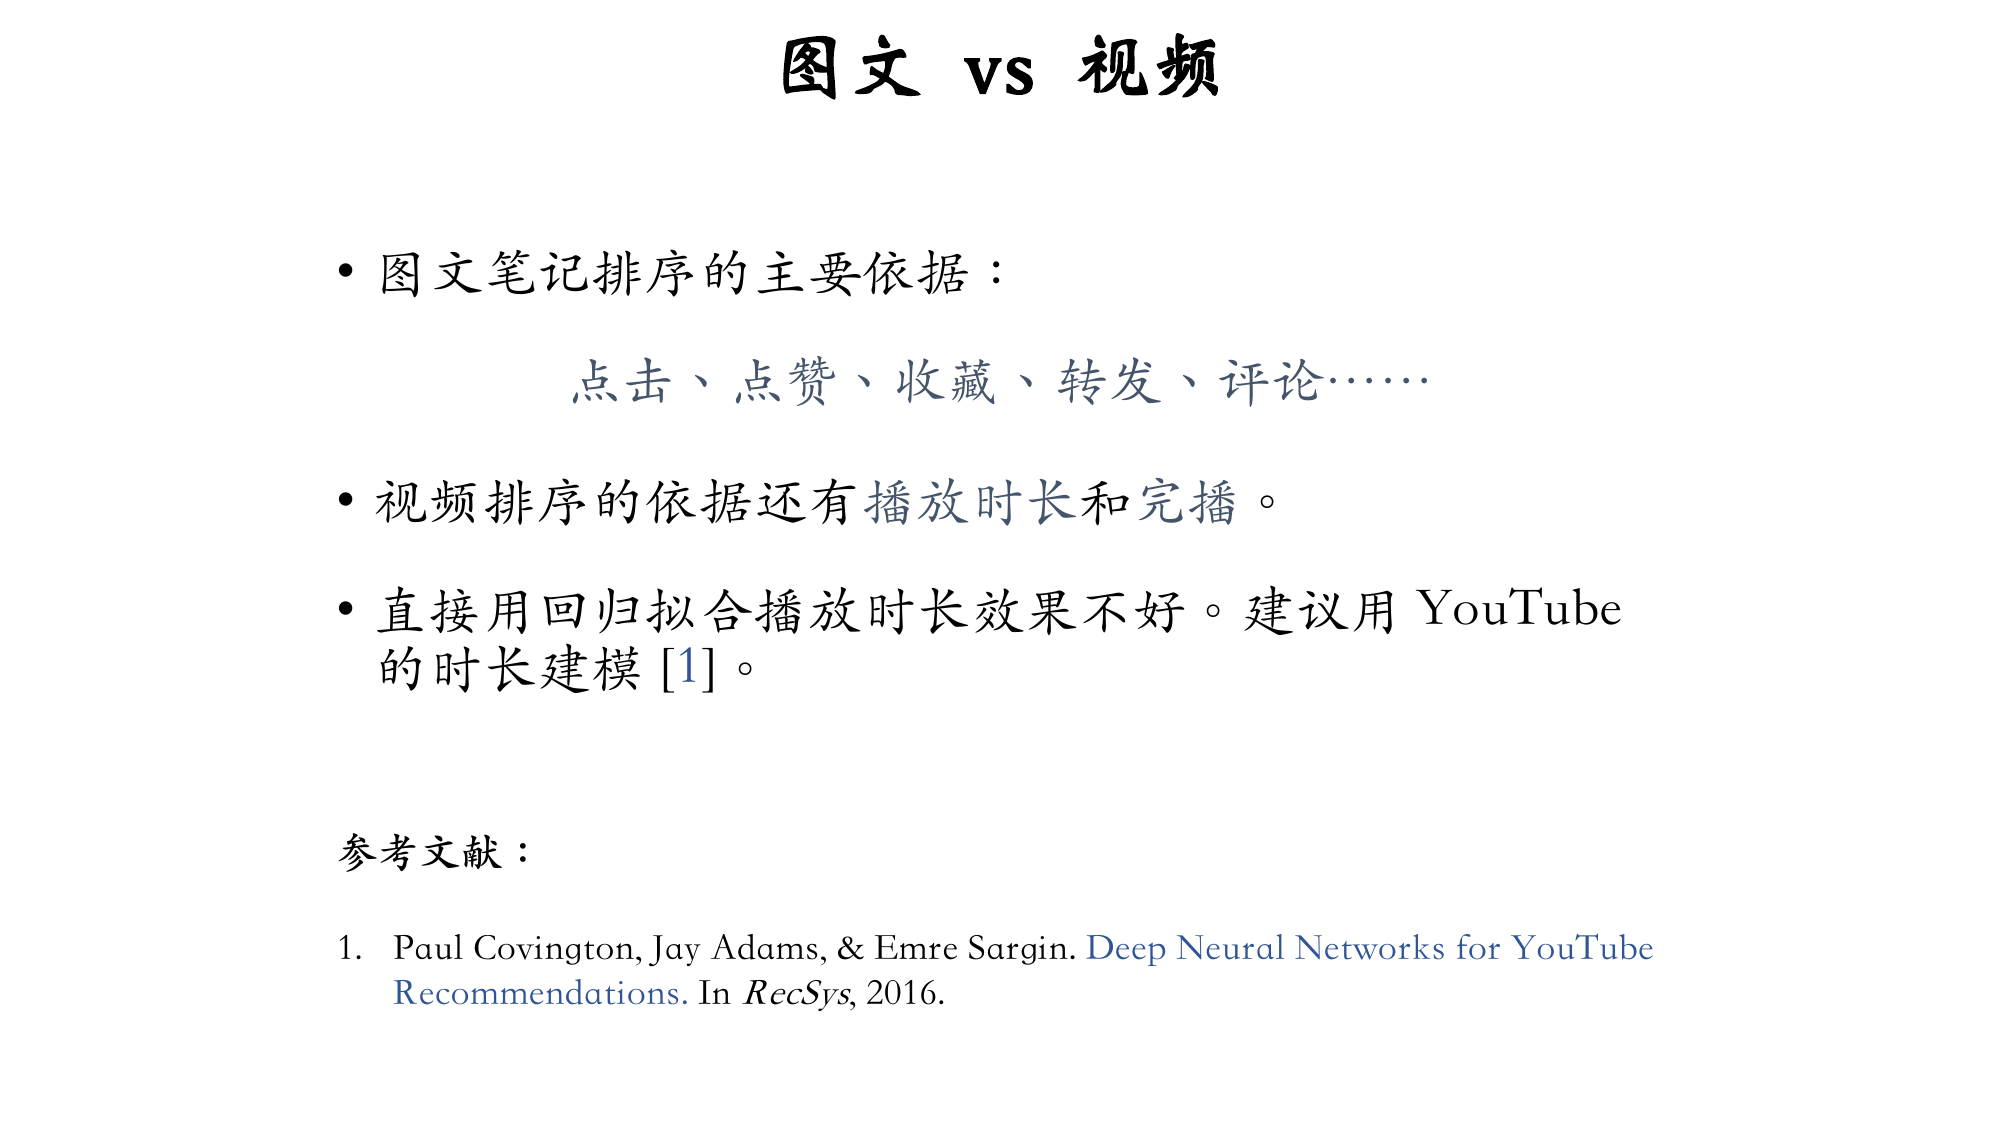 图文 vs 视频
• 图文笔记排序的主要依据：
点击、点赞、收藏、转发、评论……
• 视频排序的依据还有播放时长和完播。
• 直接用回归拟合播放时长效果不好。建议用 YouTube
的时长建模 [1]。
参考文献：
1. Paul Covington, Jay Adams, & Emre Sargin. Deep Neural Networks for YouTube
Recommendations. In RecSys, 2016.